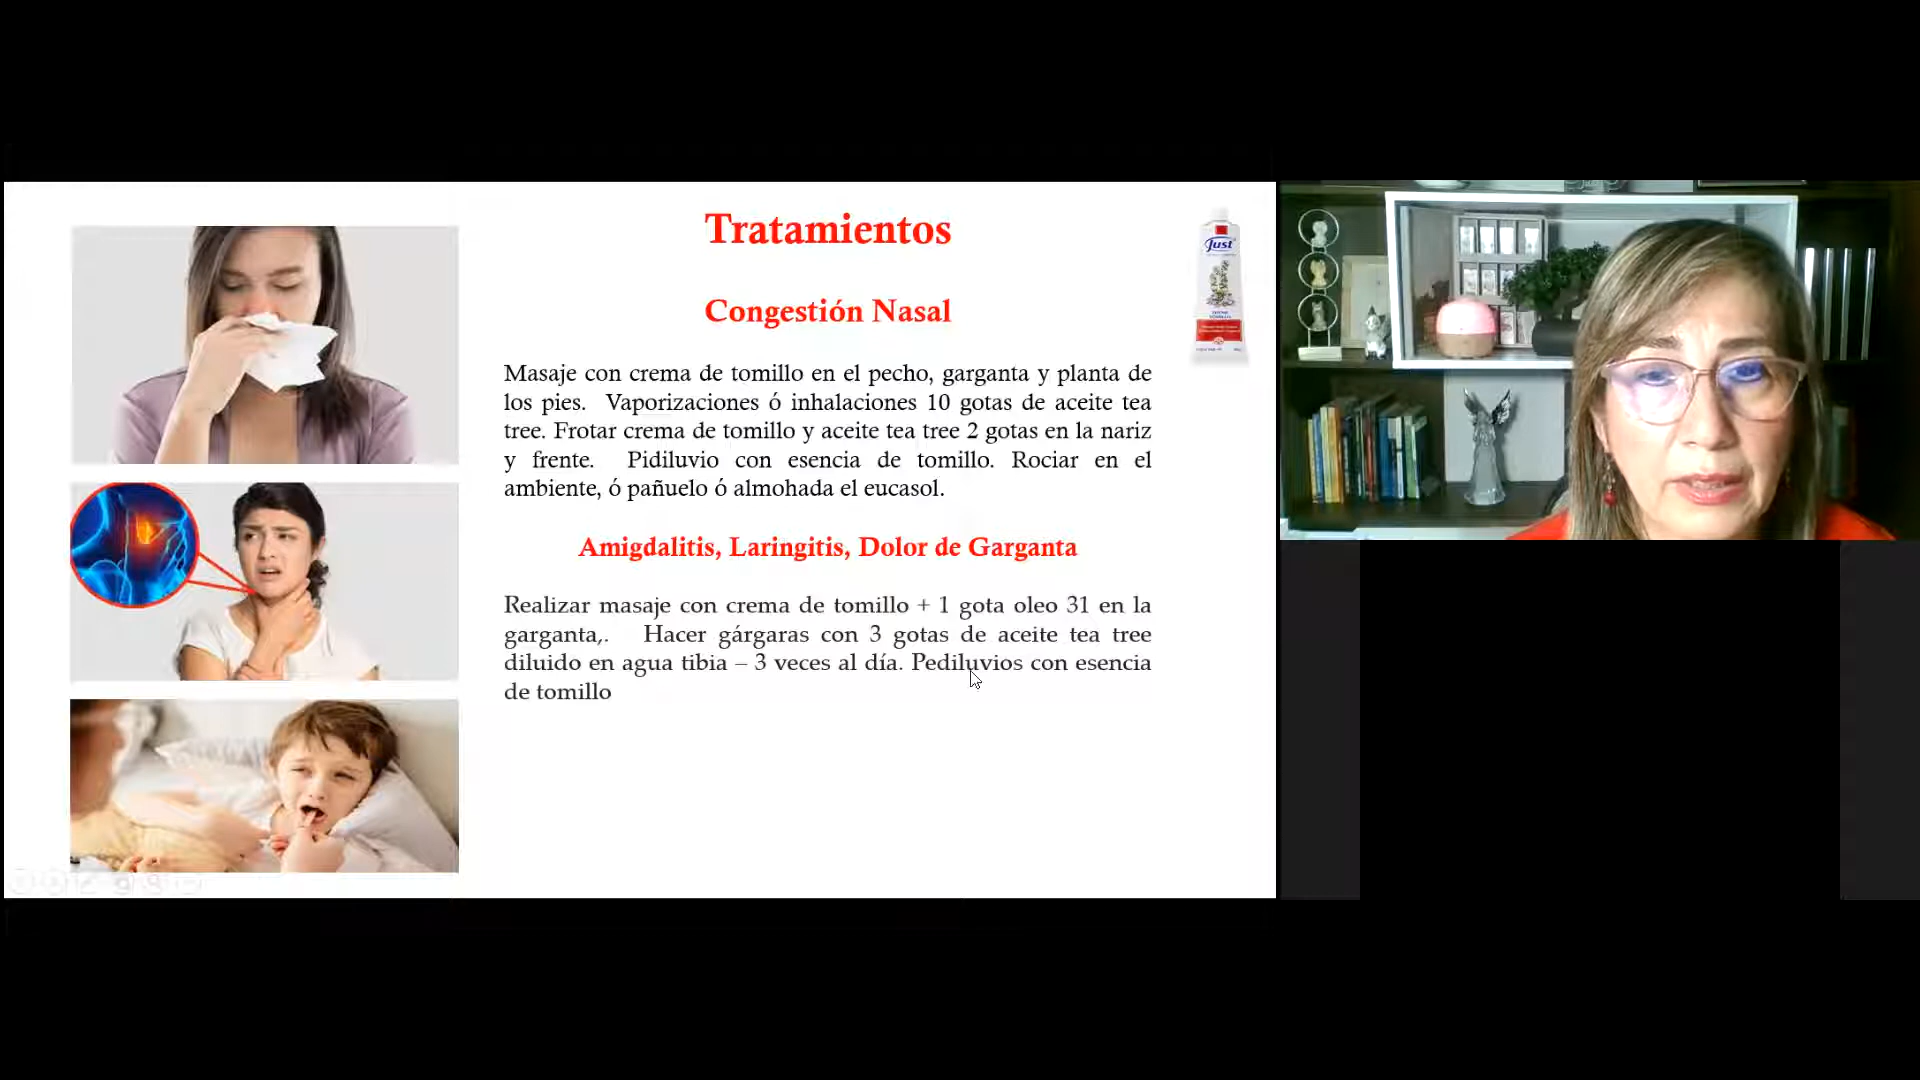 Tratamientos
Congestión Nasal
Masaje con crema de tomillo en el pecho, garganta y planta de
los pies. Vaporizaciones ó inhalaciones 10 gotas de aceite tea
tree. Frotar crema de tomillo y aceite tea tree 2 gotas en la nariz
y frente. Pidiluvio con esencia de tomillo. Rociar en el
ambiente, ó pañuelo ó almohada el eucasol.
Amigdalitis, Laringitis, Dolor de Garganta
Realizar masaje con crema de tomillo + 1 gota oleo 31 en la
garganta,. Hacer gárgaras con 3 gotas de aceite tea tree
diluido en agua tibia – 3 veces al día. Pediluvios con esencia
de tomillo
Just